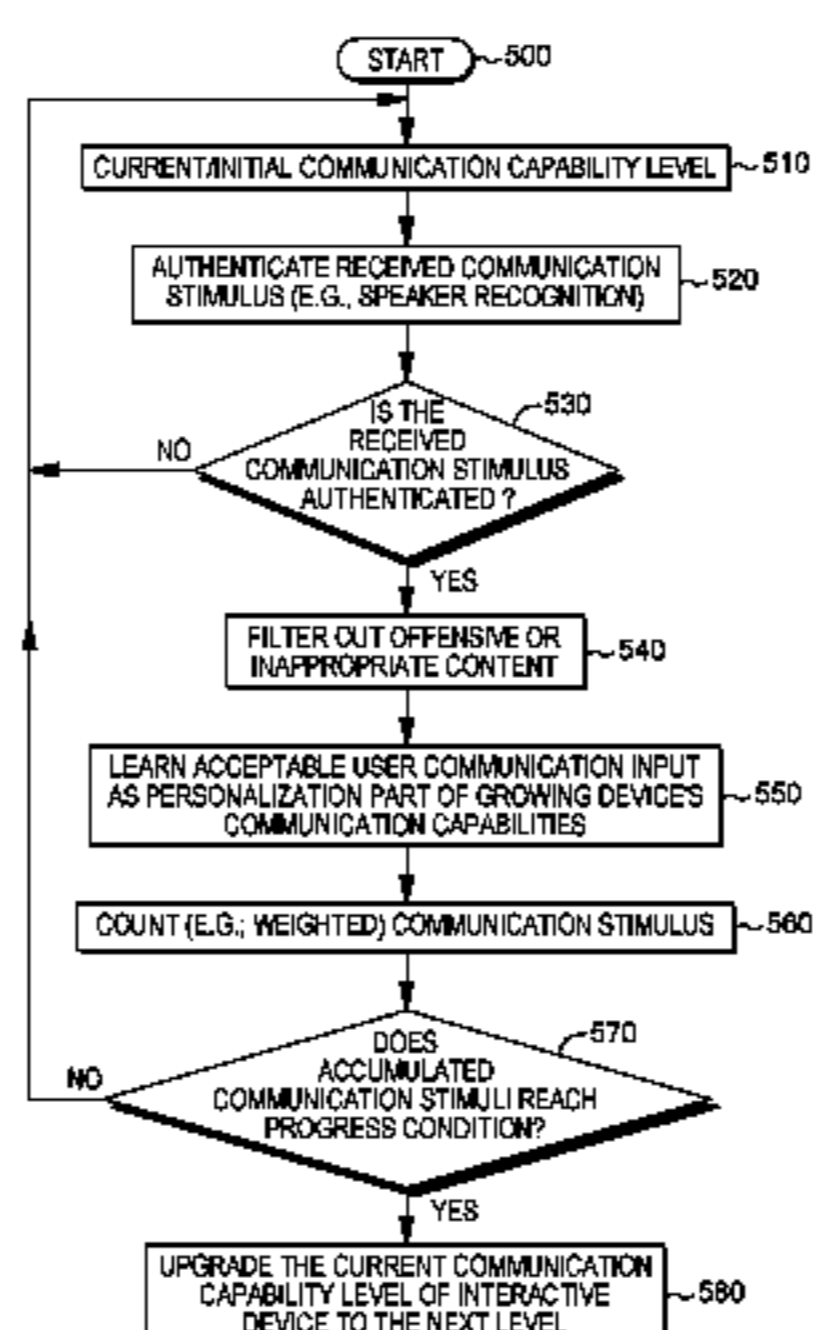 START
500
CURRENT/INITIAL COMMUNICATION CAPABILITY LEVEL
510
AUTHENTICATE RECEIVED COMMUNICATION
STIMULUS (E.G., SPEAKER RECOGNITION)
520
IS THE
RECEIVED
COMMUNICATION STIMULUS
AUTHENTICATED ?
530
NO
YES
FILTER OUT OFFENSIVE OR
INAPPROPRIATE CONTENT
540
LEARN ACCEPTABLE USER COMMUNICATION INPUT
AS PERSONALIZATION PART OF GROWING DEVICE'S
COMMUNICATION CAPABILITIES
550
COUNT (E.G.; WEIGHTED) COMMUNICATION STIMULUS
560
DOES
ACCUMULATED
COMMUNICATION STIMULI REACH
PROGRESS CONDITION?
570
NO
YES
UPGRADE THE CURRENT COMMUNICATION
CAPABILITY LEVEL OF INTERACTIVE
DEVICE TO THE NEXT LEVEL
580